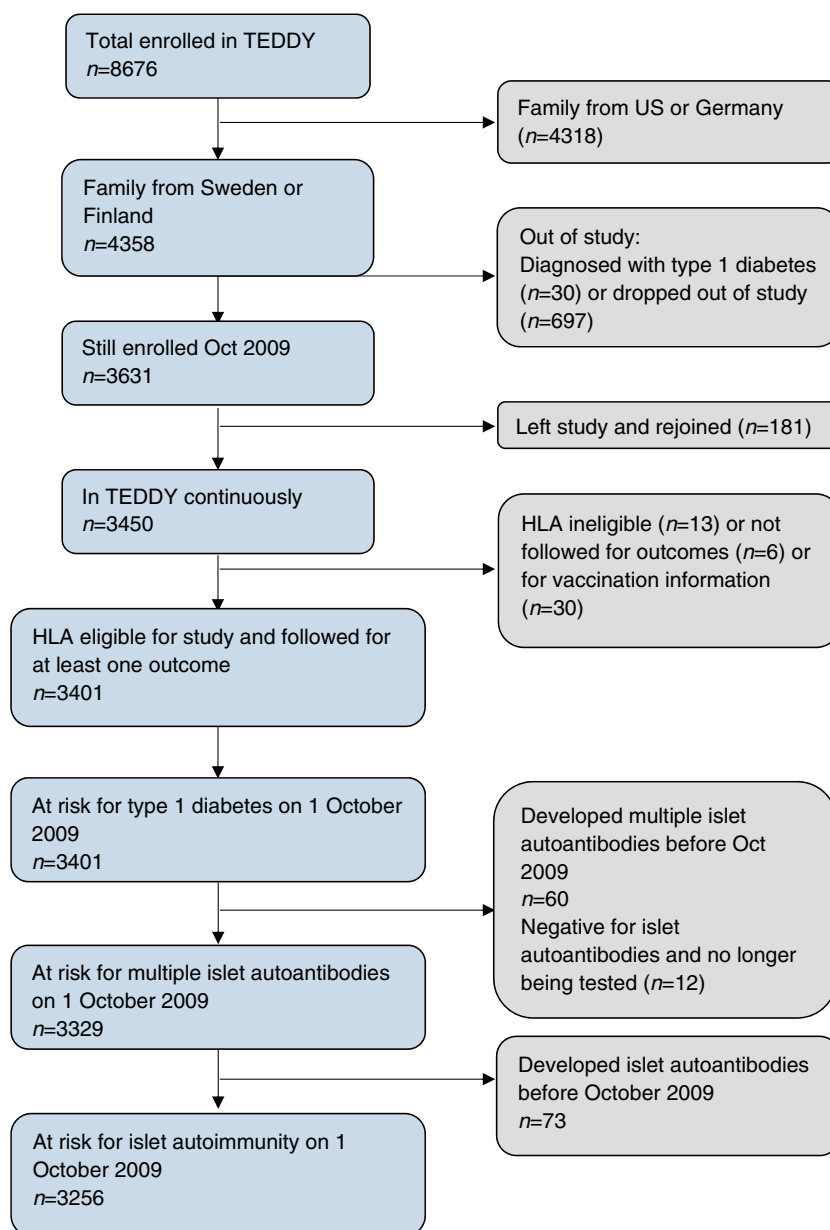 Total enrolled in TEDDY
n=8676
Family from US or Germany
(n=4318)
Family from Sweden or
Finland
n=4358
Out of study:
Diagnosed with type 1 diabetes
(n=30) or dropped out of study
(n=697)
Still enrolled Oct 2009
n=3631
Left study and rejoined (n=181)
In TEDDY continuously
n=3450
HLA ineligible (n=13) or not
followed for outcomes (n=6) or
for vaccination information
(n=30)
HLA eligible for study and followed for
at least one outcome
n=3401
At risk for type 1 diabetes on 1 October
2009
n=3401
Developed multiple islet
autoantibodies before Oct
2009
n=60
Negative for islet
autoantibodies and no longer
being tested (n=12)
At risk for multiple islet autoantibodies
on 1 October 2009
n=3329
Developed islet autoantibodies
before October 2009
n=73
At risk for islet autoimmunity on 1
October 2009
n=3256